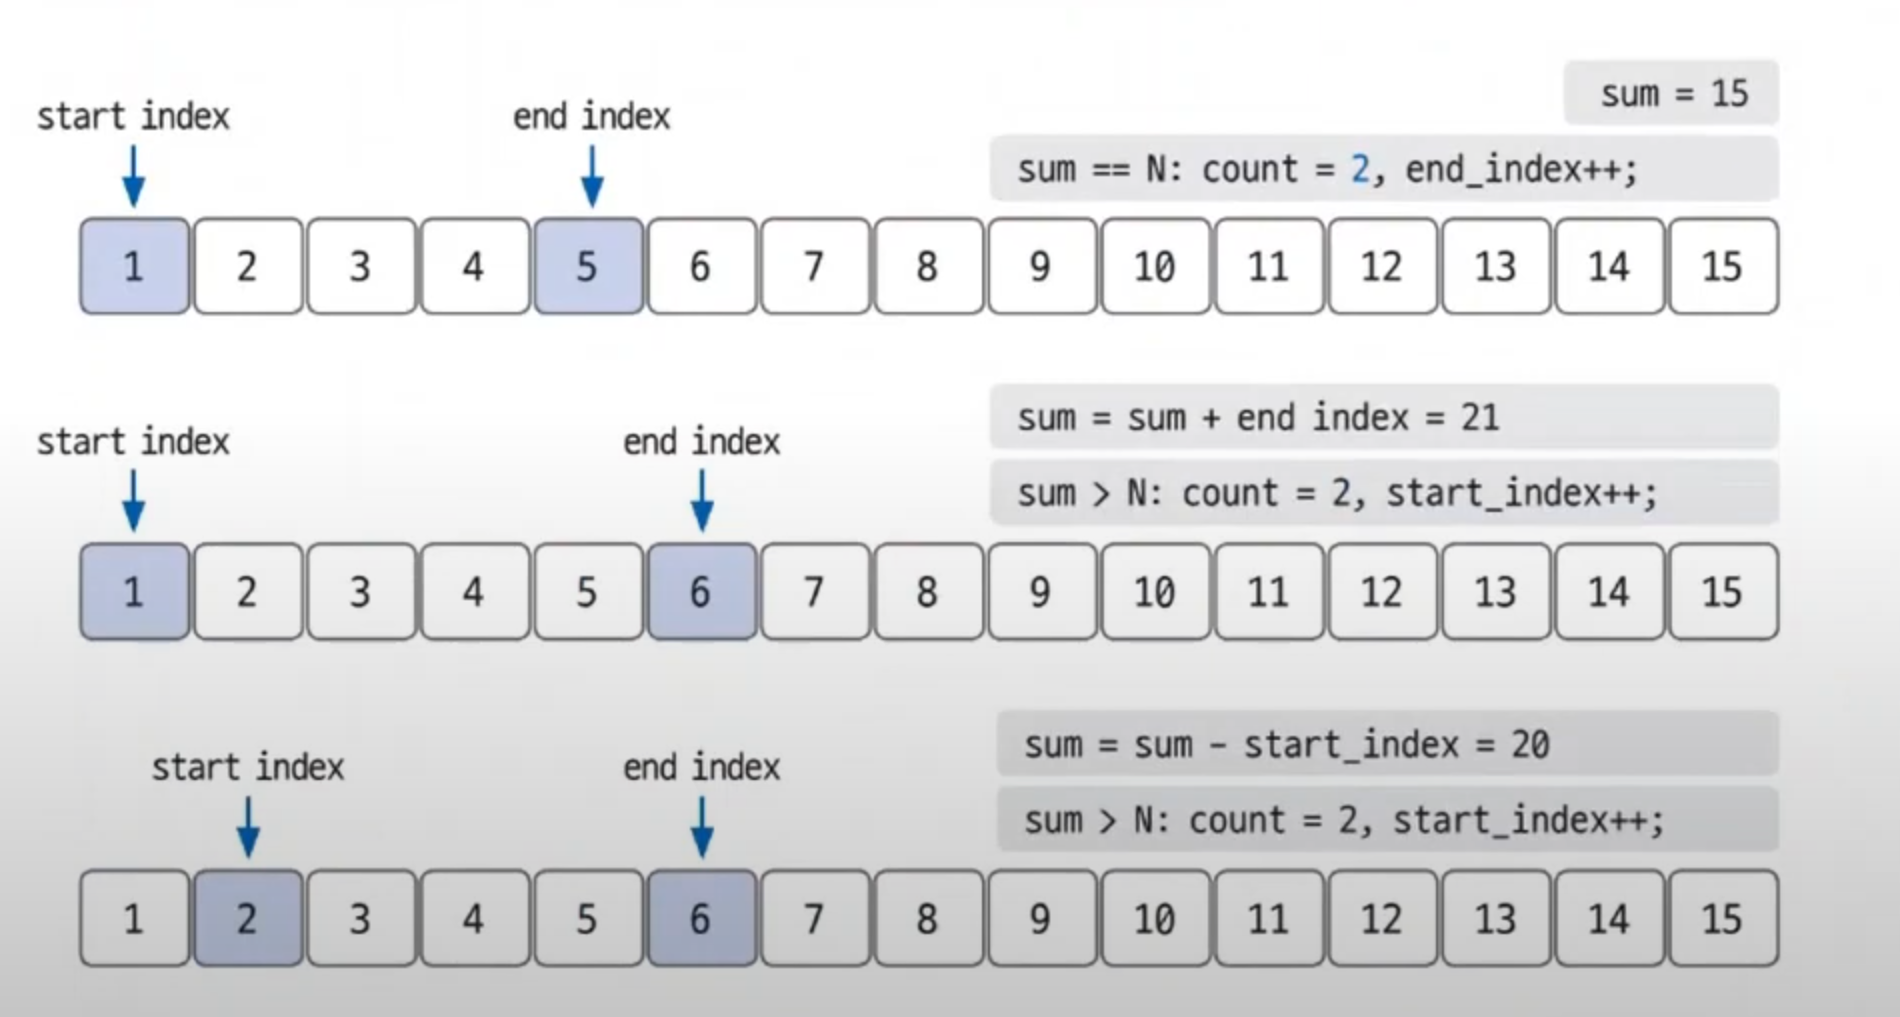 sum = 15
start index end index
sum == N: count = 2, end_index++;
1 2 3 4 5 6 7 8 9 10 11 12 13 14 15
sum = sum + end index = 21
start index end index
sum > N: count = 2, start_index++;
1 2 3 4 5 6 7 8 9 10 11 12 13 14 15
sum = sum - start_index = 20
start index end index
sum > N: count = 2, start_index++;
1 2 3 4 5 6 7 8 9 10 11 12 13 14 15